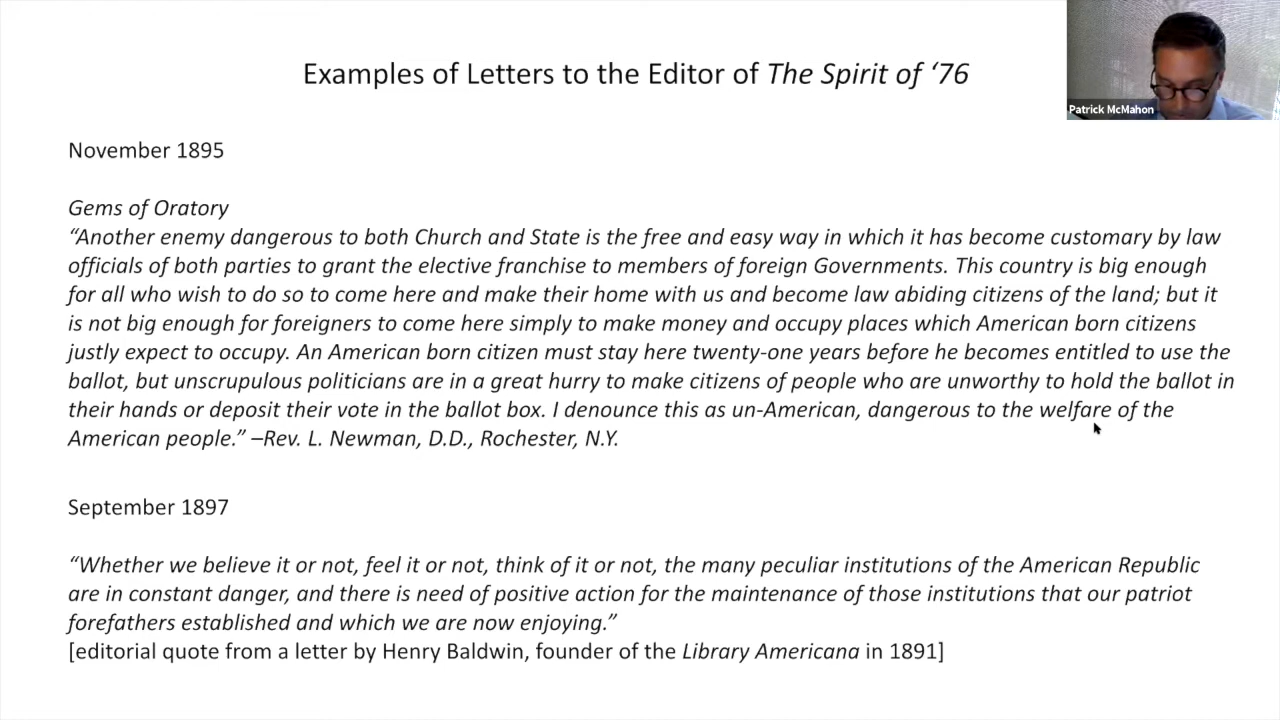 Examples of Letters to the Editor of The Spirit of ‘76
Patrick McMahon
November 1895
Gems of Oratory
“Another enemy dangerous to both Church and State is the free and easy way in which it has become customary by law
officials of both parties to grant the elective franchise to members of foreign Governments. This country is big enough
for all who wish to do so to come here and make their home with us and become law abiding citizens of the land; but it
is not big enough for foreigners to come here simply to make money and occupy places which American born citizens
justly expect to occupy. An American born citizen must stay here twenty-one years before he becomes entitled to use the
ballot, but unscrupulous politicians are in a great hurry to make citizens of people who are unworthy to hold the ballot in
their hands or deposit their vote in the ballot box. I denounce this as un-American, dangerous to the welfare of the
American people.” –Rev. L. Newman, D.D., Rochester, N.Y.
September 1897
“Whether we believe it or not, feel it or not, think of it or not, the many peculiar institutions of the American Republic
are in constant danger, and there is need of positive action for the maintenance of those institutions that our patriot
forefathers established and which we are now enjoying.”
[editorial quote from a letter by Henry Baldwin, founder of the Library Americana in 1891]